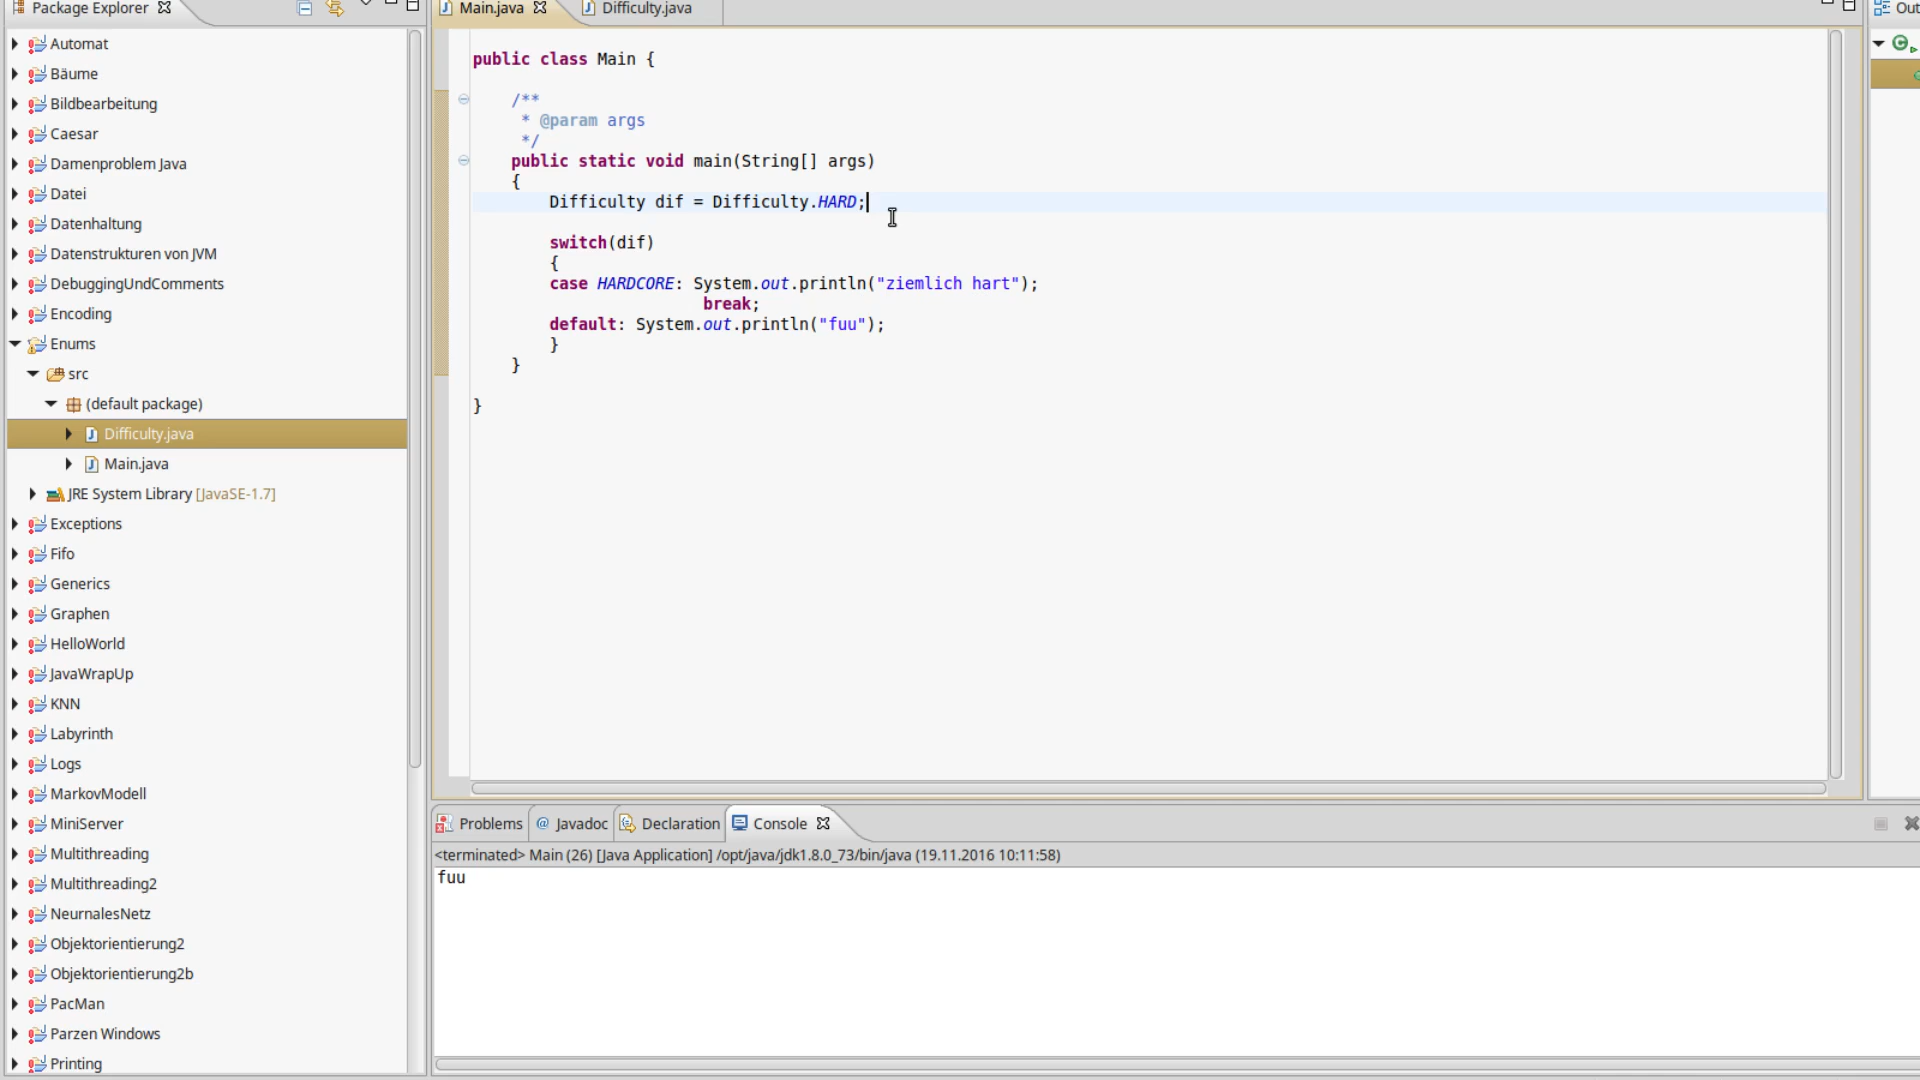 Package Explorer
Automat
Bäume
Bildbearbeitung
Caesar
Damenproblem Java
Datei
Datenhaltung
Datenstrukturen von JVM
DebuggingUndComments
Encoding
Enums
src
(default package)
Difficulty.java
Main.java
JRE System Library [JavaSE-1.7]
Exceptions
Fifo
Generics
Graphen
HelloWorld
JavaWrapUp
KNN
Labyrinth
Logs
MarkovModell
MiniServer
Multithreading
Multithreading2
NeurnalesNetz
Objektorientierung2
Objektorientierung2b
PacMan
Parzen Windows
Printing
Main.java Difficulty.java
public class Main {
/**
* @param args
*/
public static void main(String[] args)
{
Difficulty dif = Difficulty.HARD;
switch(dif)
{
case HARDCORE: System.out.println("ziemlich hart");
break;
default: System.out.println("fuu");
}
}
}
Problems @ Javadoc Declaration Console
<terminated> Main (26) [Java Application] /opt/java/jdk1.8.0_73/bin/java (19.11.2016 10:11:58)
fuu
Out